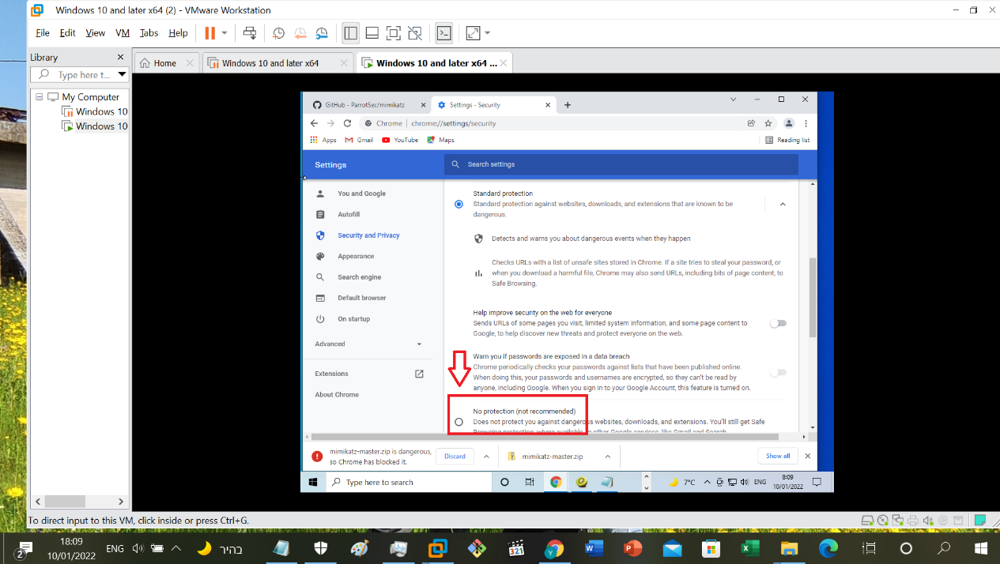 Windows 10 and later x64 (2) - VMware Workstation
File Edit View VM Tabs Help
Library
Type here t...
My Computer
Windows 10
Windows 10
Home
Windows 10 and later x64
Windows 10 and later x64 ...
GitHub - ParrotSec/mimikatz
Settings - Security
Chrome | chrome://settings/security
Apps Gmail YouTube Maps
Reading list
Settings
Search settings
You and Google
Autofill
Security and Privacy
Appearance
Search engine
Default browser
On startup
Advanced
Extensions
About Chrome
Standard protection
Standard protection against websites, downloads, and extensions that are known to be
dangerous.
Detects and warns you about dangerous events when they happen
Checks URLs with a list of unsafe sites stored in Chrome. If a site tries to steal your password, or
when you download a harmful file, Chrome may also send URLs, including bits of page content, to
Safe Browsing.
Help improve security on the web for everyone
Sends URLs of some pages you visit, limited system information, and some page content to
Google, to help discover new threats and protect everyone on the web.
Warn you if passwords are exposed in a data breach
Chrome periodically checks your passwords against lists that have been published online.
When doing this, your passwords and usernames are encrypted, so they can't be read by
anyone, including Google. When you sign in to your Google Account, this feature is turned on.
No protection (not recommended)
Does not protect you against dangerous websites, downloads, and extensions. You'll still get Safe
Browsing protection, where available, in other Google services, like Gmail and Search.
mimikatz-master.zip is dangerous,
so Chrome has blocked it.
Discard
mimikatz-master.zip
Show all
Type here to search
7°C
ENG
8:09
10/01/2022
To direct input to this VM, click inside or press Ctrl+G.
2
18:09
10/01/2022
ENG
בהיר
321